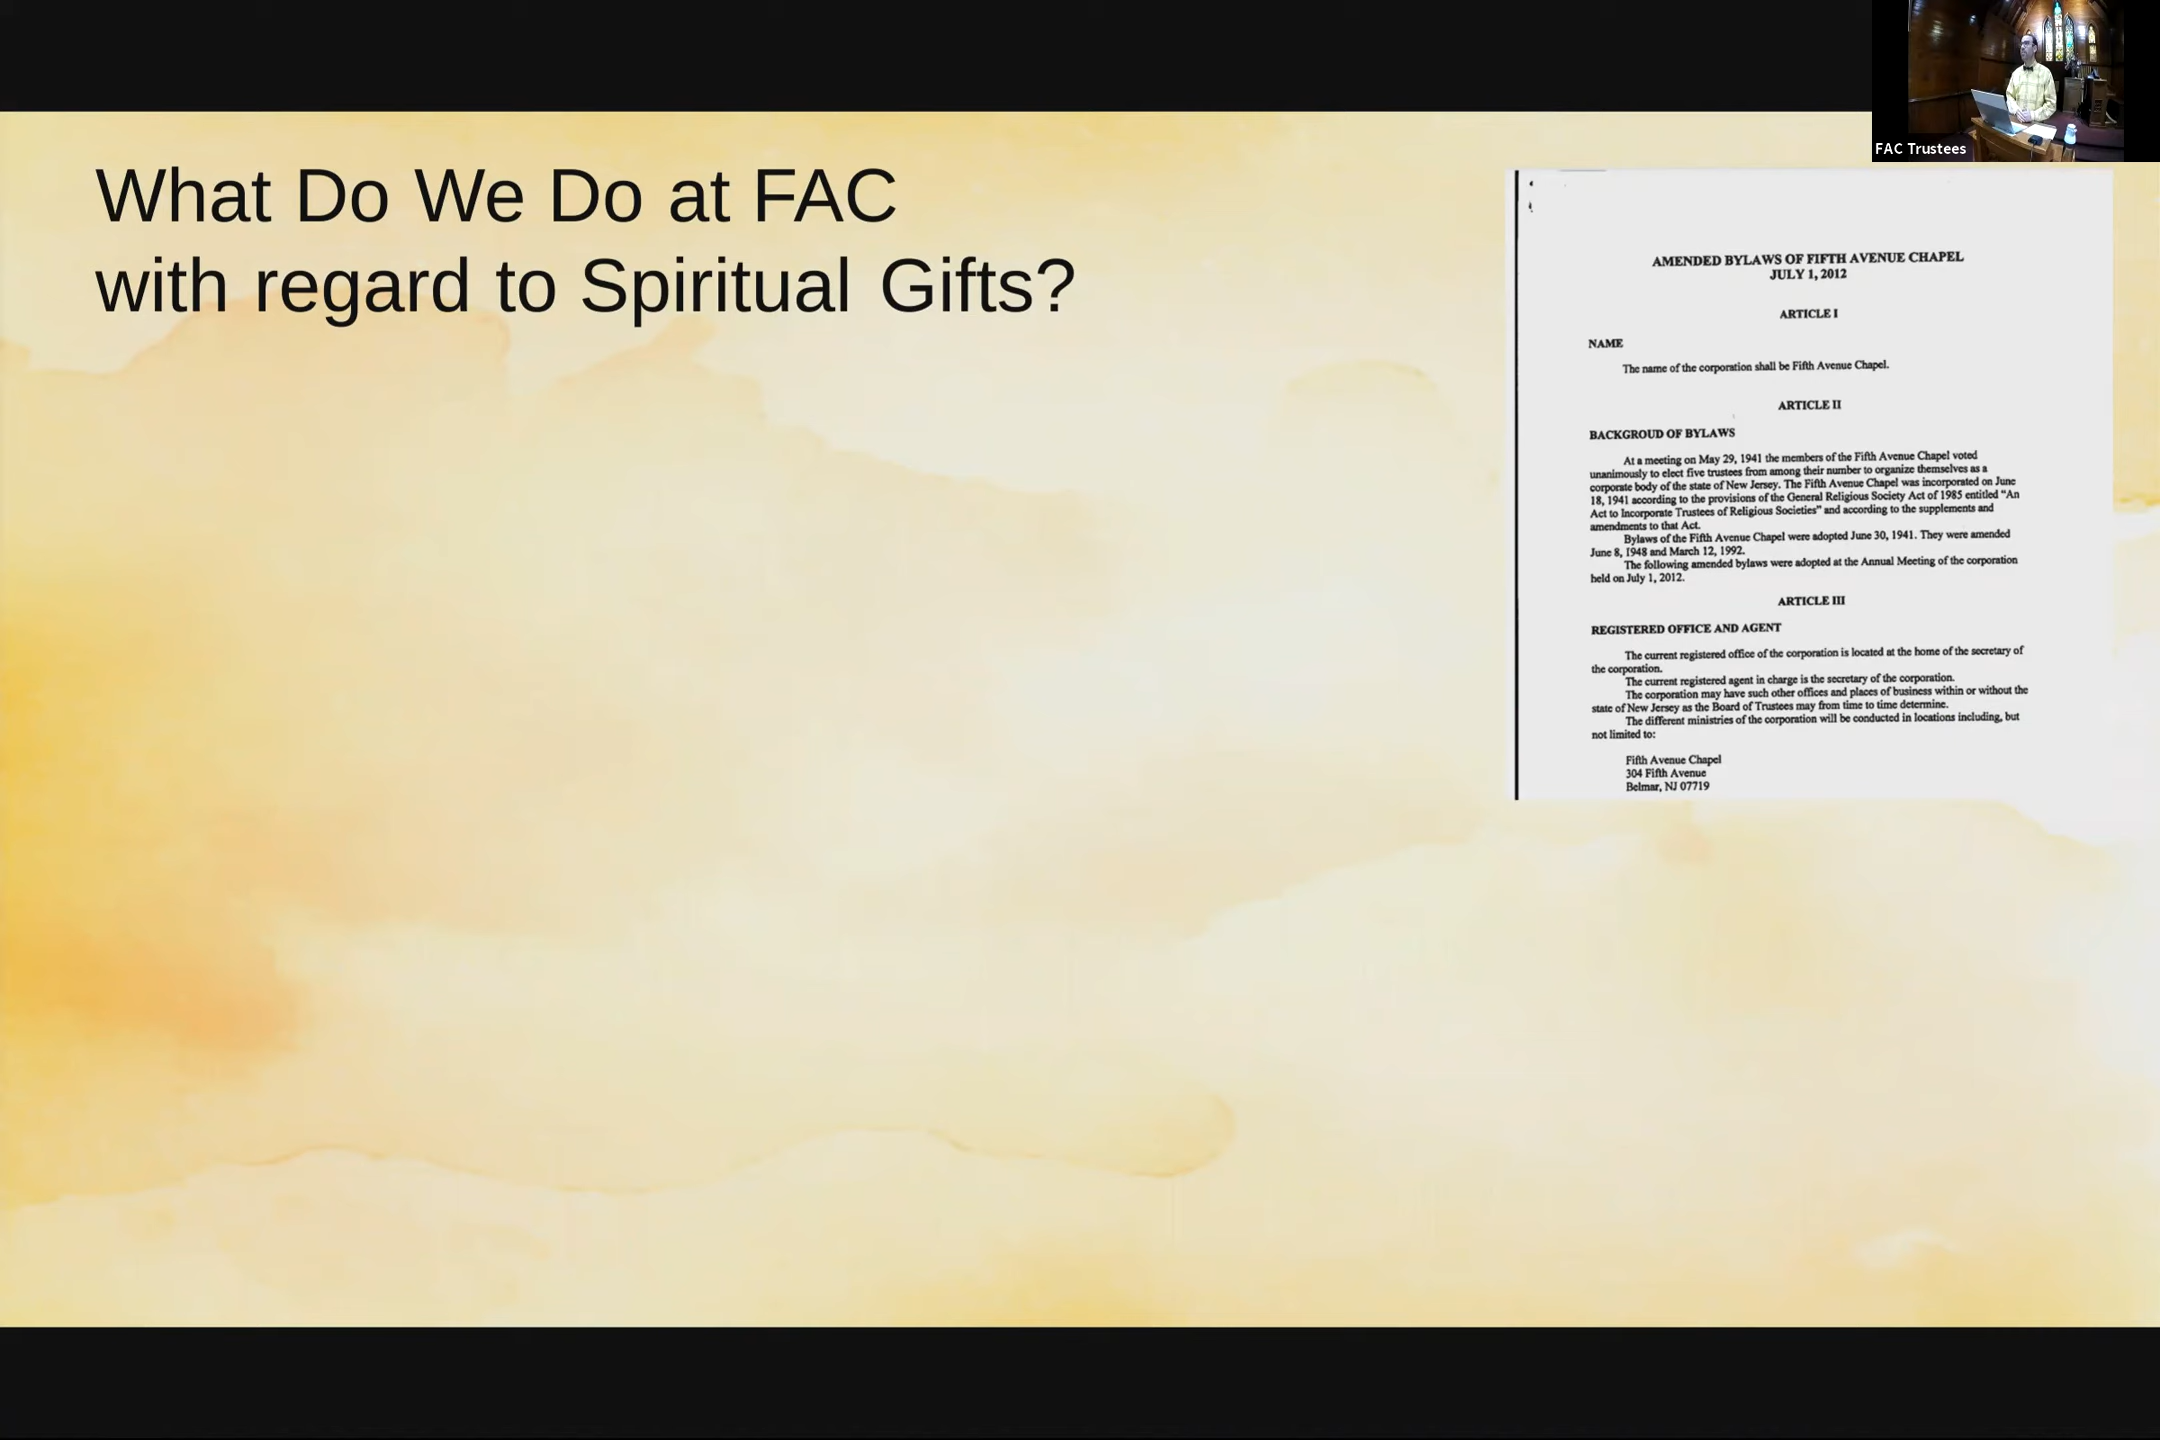 What Do We Do at FAC
with regard to Spiritual Gifts?
FAC Trustees
AMENDED BYLAWS OF FIFTH AVENUE CHAPEL
JULY 1, 2012
ARTICLE I
NAME
The name of the corporation shall be Fifth Avenue Chapel.
ARTICLE II
BACKGROUD OF BYLAWS
At a meeting on May 29, 1941 the members of the Fifth Avenue Chapel voted
unanimously to elect five trustees from among their number to organize themselves as a
corporate body of the state of New Jersey. The Fifth Avenue Chapel was incorporated on June
18, 1941 according to the provisions of the General Religious Society Act of 1985 entitled “An
Act to Incorporate Trustees of Religious Societies” and according to the supplements and
amendments to that Act.
Bylaws of the Fifth Avenue Chapel were adopted June 30, 1941. They were amended
June 8, 1948 and March 12, 1992.
The following amended bylaws were adopted at the Annual Meeting of the corporation
held on July 1, 2012.
ARTICLE III
REGISTERED OFFICE AND AGENT
The current registered office of the corporation is located at the home of the secretary of
the corporation.
The current registered agent in charge is the secretary of the corporation.
The corporation may have such other offices and places of business within or without the
state of New Jersey as the Board of Trustees may from time to time determine.
The different ministries of the corporation will be conducted in locations including, but
not limited to:
Fifth Avenue Chapel
304 Fifth Avenue
Belmar, NJ 07719